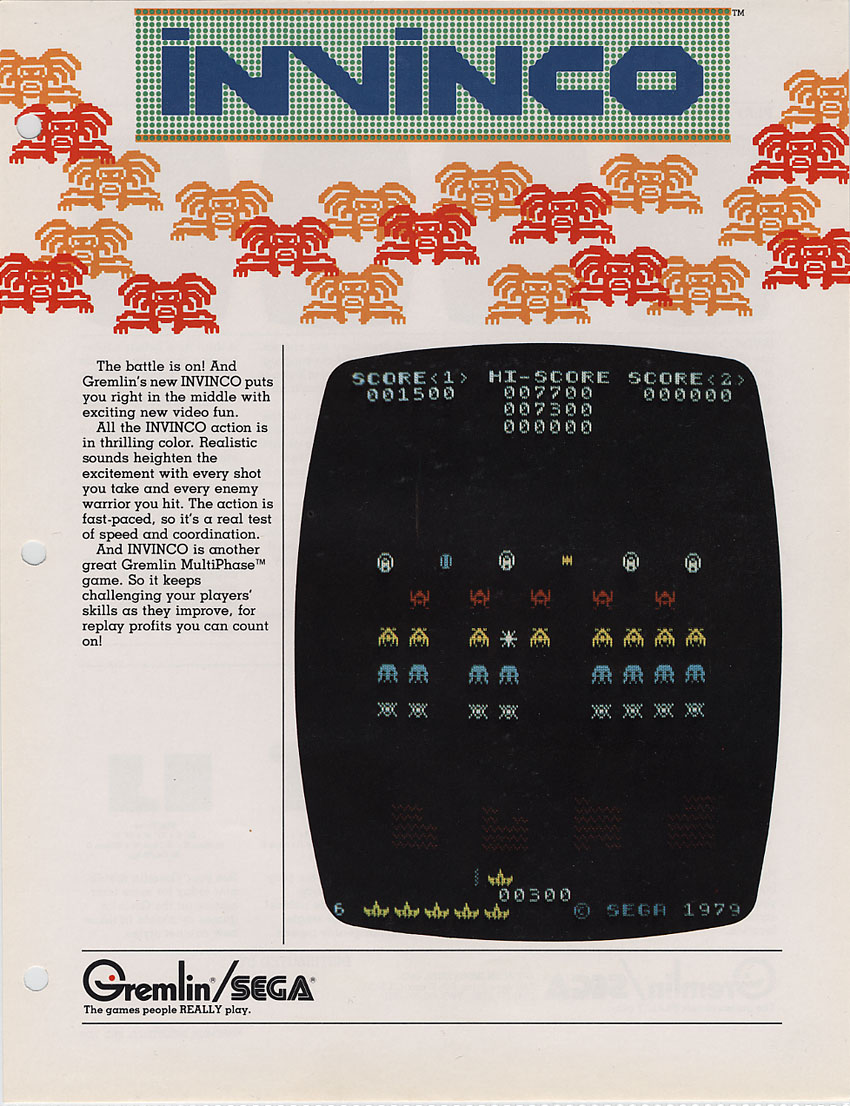 INVINCO™
The battle is on! And
Gremlin's new INVINCO puts
you right in the middle with
exciting new video fun.
All the INVINCO action is
in thrilling color. Realistic
sounds heighten the
excitement with every shot
you take and every enemy
warrior you hit. The action is
fast-paced, so it's a real test
of speed and coordination.
And INVINCO is another
great Gremlin MultiPhase™
game. So it keeps
challenging your players'
skills as they improve, for
replay profits you can count
on!
SCORE<1> HI-SCORE SCORE<2>
001500 007700 000000
007300
000000
00300
6 © SEGA 1979
Gremlin®/SEGA®
The games people REALLY play.